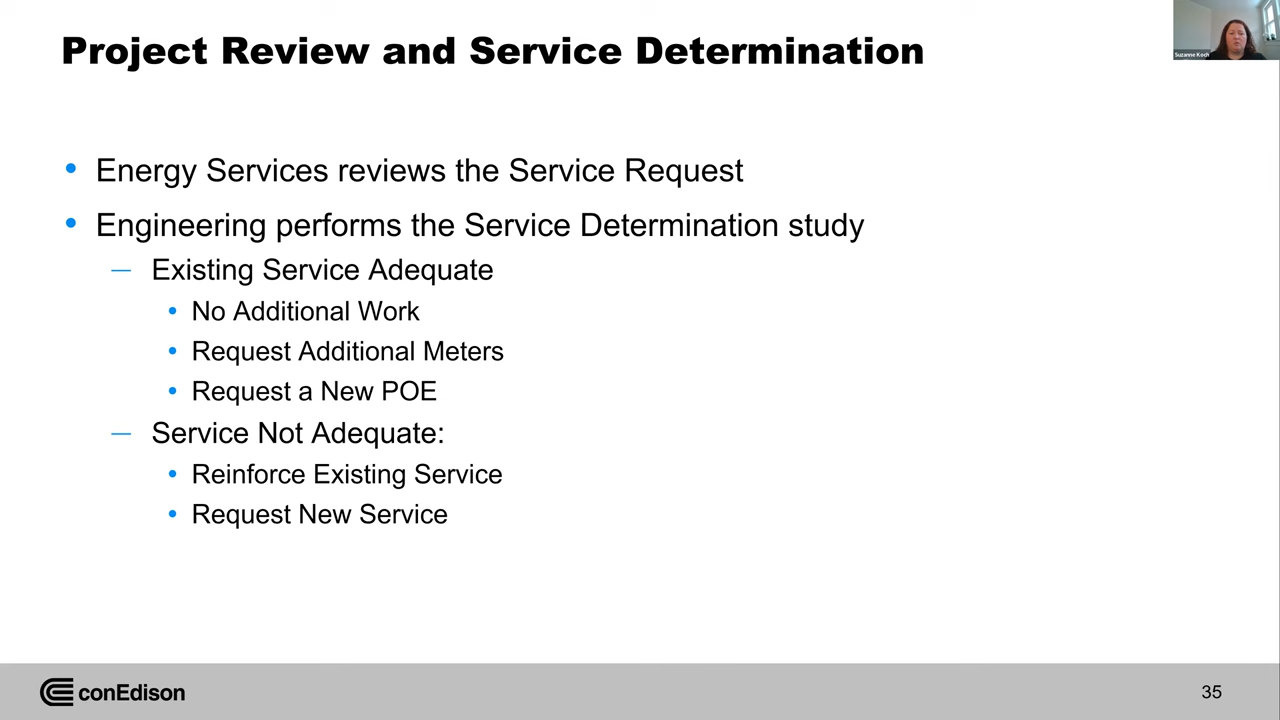 Project Review and Service Determination
Suzanne Koch
• Energy Services reviews the Service Request
• Engineering performs the Service Determination study
– Existing Service Adequate
• No Additional Work
• Request Additional Meters
• Request a New POE
– Service Not Adequate:
• Reinforce Existing Service
• Request New Service
conEdison
35